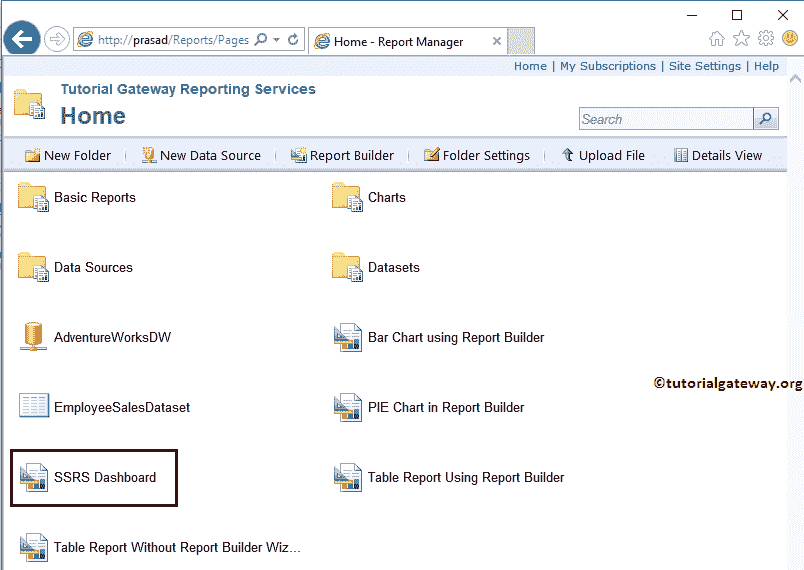 http://prasad/Reports/Pages
Home - Report Manager
Home | My Subscriptions | Site Settings | Help
Tutorial Gateway Reporting Services
Home
Search
New Folder
New Data Source
Report Builder
Folder Settings
Upload File
Details View
Basic Reports
Charts
Data Sources
Datasets
AdventureWorksDW
Bar Chart using Report Builder
©tutorialgateway.org
EmployeeSalesDataset
PIE Chart in Report Builder
SSRS Dashboard
Table Report Using Report Builder
Table Report Without Report Builder Wiz...